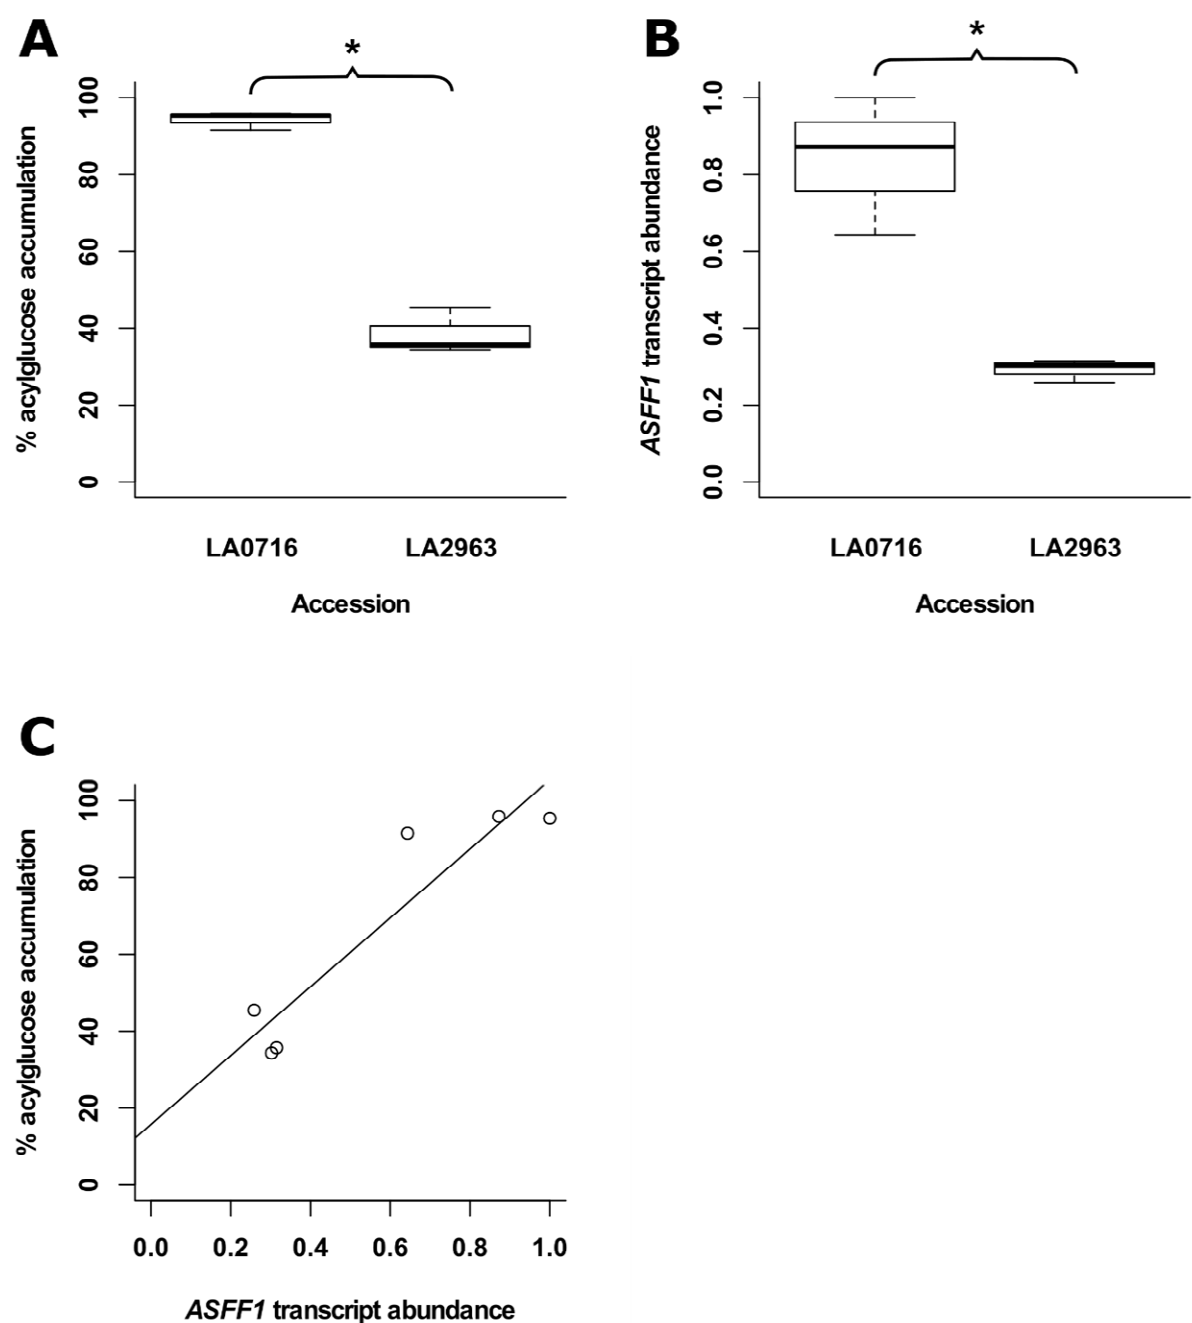 A
*
% acylglucose accumulation
100
80
60
40
20
0
LA0716 LA2963
Accession
B
*
ASFF1 transcript abundance
1.0
0.8
0.6
0.4
0.2
0.0
LA0716 LA2963
Accession
C
% acylglucose accumulation
100
80
60
40
20
0
0.0 0.2 0.4 0.6 0.8 1.0
ASFF1 transcript abundance